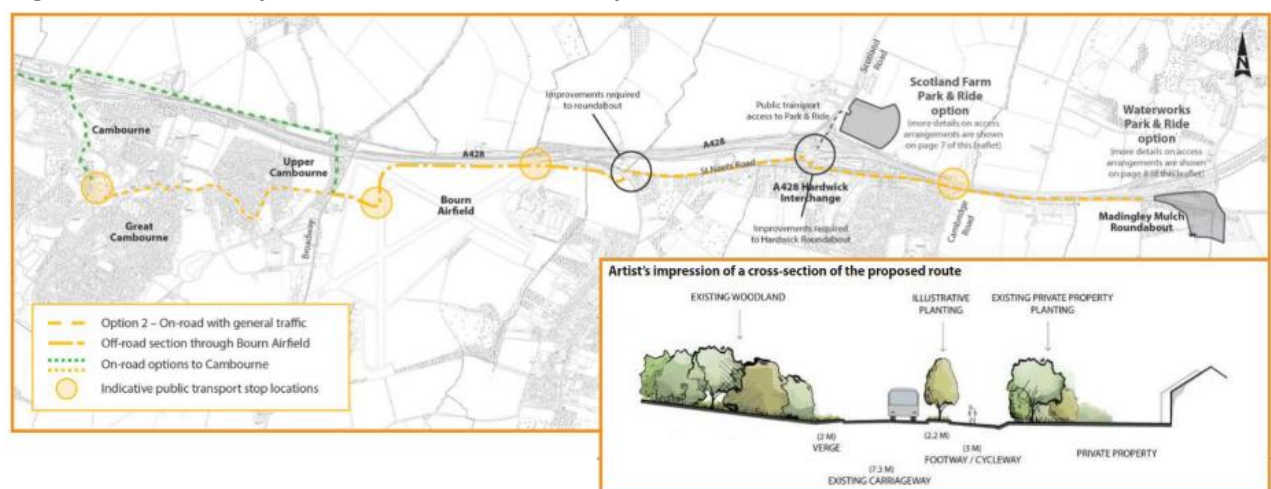 Scotland
Road
N
Improvements required
to roundabout
Public transport
access to Park & Ride
Scotland Farm
Park & Ride
option
(more details on access
arrangements are shown
on page 7 of this leaflet)
Waterworks
Park & Ride
option
(more details on access
arrangements are shown
on page 8 of this leaflet)
Cambourne
A428
A428
Upper
Cambourne
St Neots Road
Bourn
Airfield
A428 Hardwick
Interchange
Great
Cambourne
Broadway
Cambridge
Road
Madingley Mulch
Roundabout
Improvements required
to Hardwick Roundabout
Option 2 – On-road with general traffic
Off-road section through Bourn Airfield
On-road options to Cambourne
Indicative public transport stop locations
Artist's impression of a cross-section of the proposed route
EXISTING WOODLAND
ILLUSTRATIVE
PLANTING
EXISTING PRIVATE PROPERTY
PLANTING
(2 M)
VERGE
(7.3 M)
EXISTING CARRIAGEWAY
(2.2 M)
(3 M)
FOOTWAY / CYCLEWAY
PRIVATE PROPERTY